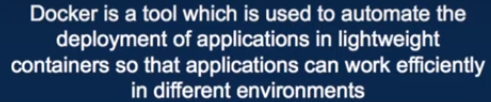 Docker is a tool which is used to automate the
deployment of applications in lightweight
containers so that applications can work efficiently
in different environments